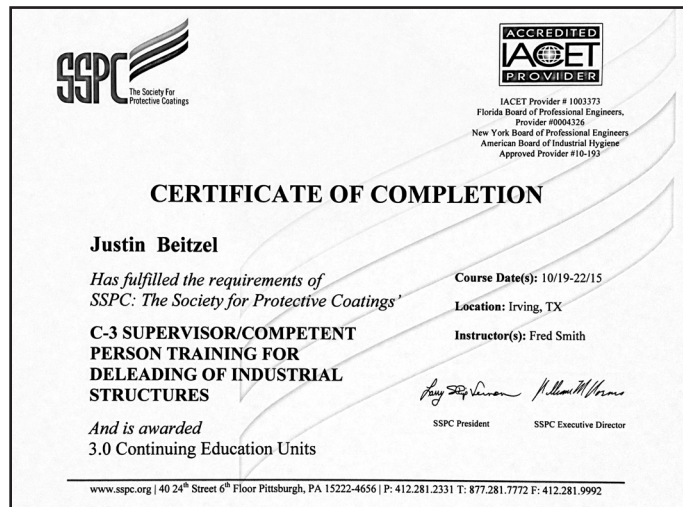 SSPC
The Society For
Protective Coatings
ACCREDITED
IACET
PROVIDER
IACET Provider # 1003373
Florida Board of Professional Engineers,
Provider #0004326
New York Board of Professional Engineers
American Board of Industrial Hygiene
Approved Provider #10-193
CERTIFICATE OF COMPLETION
Justin Beitzel
Has fulfilled the requirements of
SSPC: The Society for Protective Coatings'
C-3 SUPERVISOR/COMPETENT
PERSON TRAINING FOR
DELEADING OF INDUSTRIAL
STRUCTURES
And is awarded
3.0 Continuing Education Units
Course Date(s): 10/19-22/15
Location: Irving, TX
Instructor(s): Fred Smith
SSPC President
SSPC Executive Director
www.sspc.org | 40 24th Street 6th Floor Pittsburgh, PA 15222-4656 | P: 412.281.2331 T: 877.281.7772 F: 412.281.9992